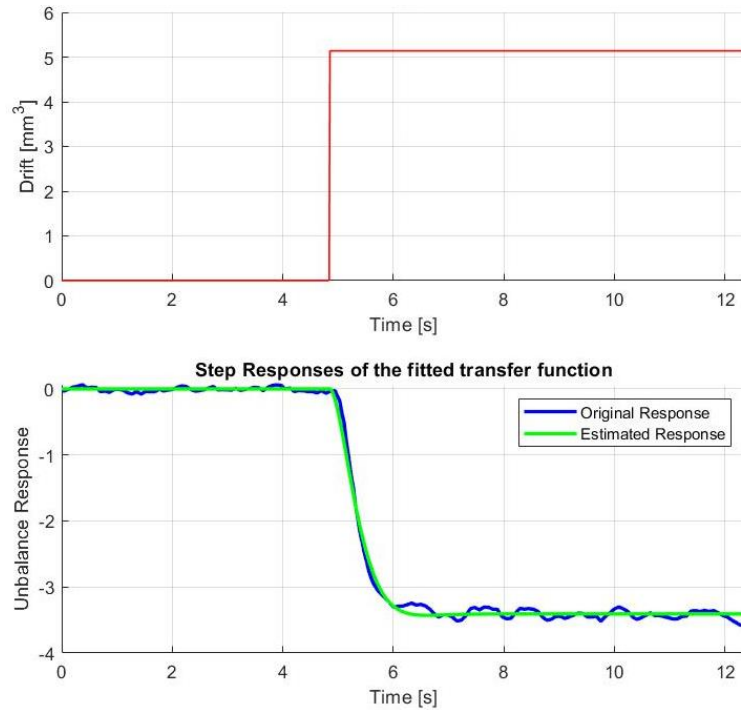 6
5
4
3
2
1
0
Drift [mm³]
0 2 4 6 8 10 12
Time [s]
Step Responses of the fitted transfer function
0
-1
-2
-3
-4
Unbalance Response
Original Response
Estimated Response
0 2 4 6 8 10 12
Time [s]